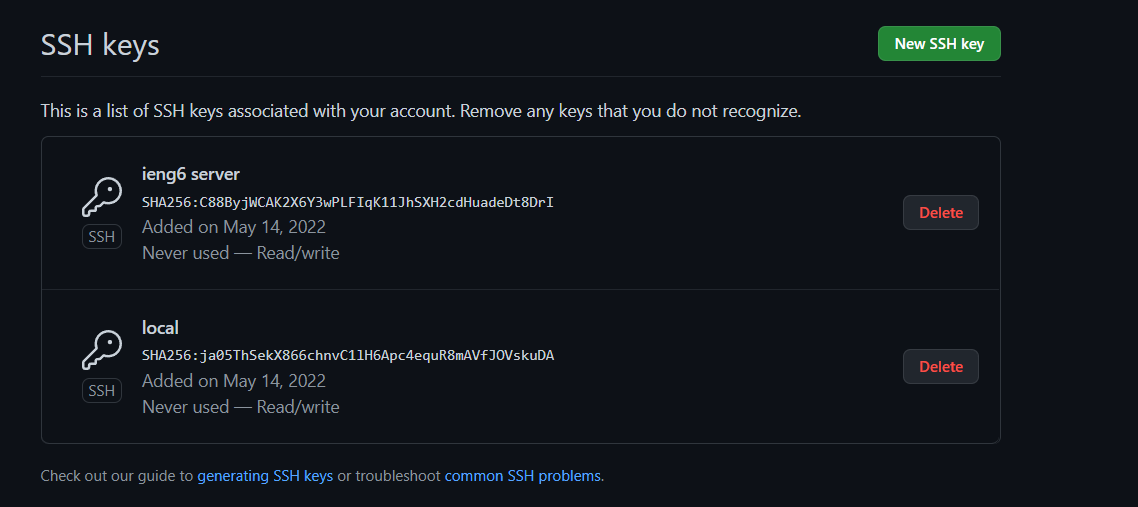 SSH keys
New SSH key
This is a list of SSH keys associated with your account. Remove any keys that you do not recognize.
ieng6 server
SHA256:C88ByjWCAK2X6Y3wPLFIqK11JhSXH2cdHuadeDt8DrI
SSH
Added on May 14, 2022
Never used — Read/write
Delete
local
SHA256:ja05ThSekX866chnvC1lH6Apc4equR8mAVfJOVskuDA
SSH
Added on May 14, 2022
Never used — Read/write
Delete
Check out our guide to generating SSH keys or troubleshoot common SSH problems.